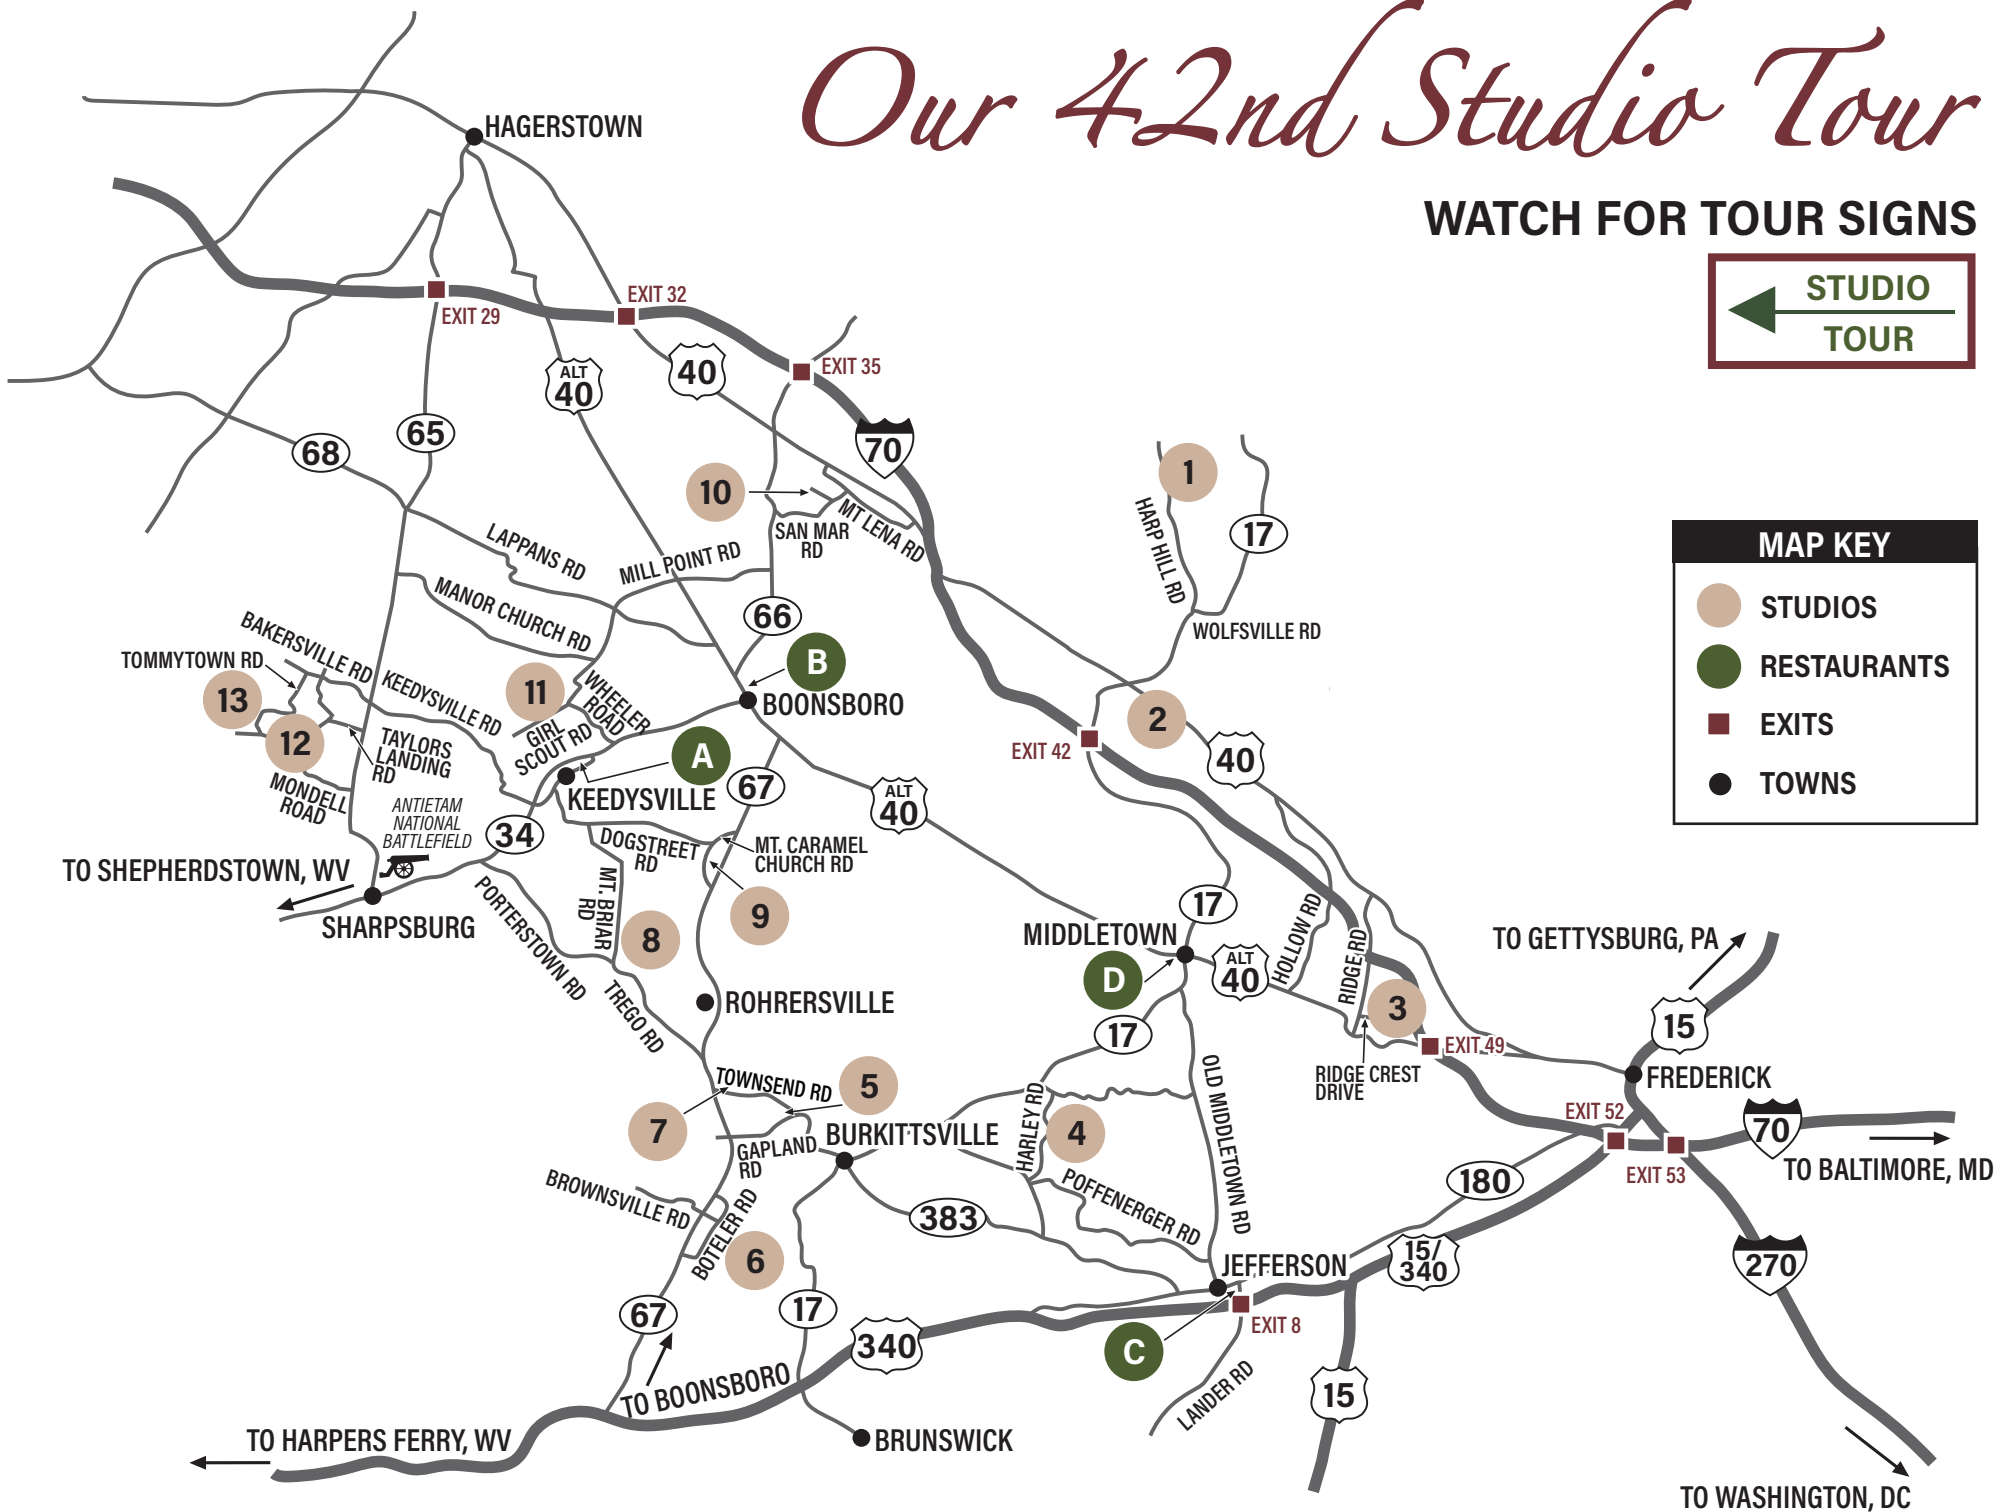 Our 42nd Studio Tour
WATCH FOR TOUR SIGNS
STUDIO
TOUR
HAGERSTOWN
EXIT 29
EXIT 32
EXIT 35
ALT
40
40
70
65
68
10
1
17
HARP HILL RD
WOLFSVILLE RD
SAN MAR
RD
MT LENA RD
LAPPANS RD
MILL POINT RD
MANOR CHURCH RD
66
B
BOONSBORO
MAP KEY
STUDIOS
RESTAURANTS
EXITS
TOWNS
BAKERSVILLE RD
TOMMYTOWN RD
KEEDYSVILLE RD
13
12
11
WHEELER
ROAD
GIRL
SCOUT RD
TAYLORS
LANDING
RD
MONDELL
ROAD
A
KEEDYSVILLE
67
2
EXIT 42
40
ALT
40
ANTIETAM
NATIONAL
BATTLEFIELD
34
DOGSTREET
RD
MT. CARAMEL
CHURCH RD
TO SHEPHERDSTOWN, WV
SHARPSBURG
PORTERSTOWN RD
MT. BRIAR
RD
8
9
17
MIDDLETOWN
D
ALT
40
HOLLOW RD
RIDGE RD
3
TO GETTYSBURG, PA
15
ROHRERSVILLE
TREGO RD
17
OLD MIDDLETOWN RD
EXIT 49
RIDGE CREST
DRIVE
FREDERICK
TOWNSEND RD
5
7
BURKITTSVILLE
GAPLAND
RD
HARLEY RD
4
EXIT 52
70
EXIT 53
TO BALTIMORE, MD
BROWNSVILLE RD
BOTELER RD
6
383
POFFENERGER RD
180
JEFFERSON
15/
340
270
67
17
340
EXIT 8
C
LANDER RD
15
TO BOONSBORO
TO HARPERS FERRY, WV
BRUNSWICK
TO WASHINGTON, DC